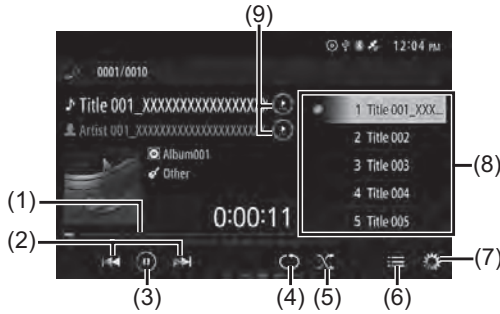 (9)
12:04 PM
0001/0010
Title 001_XXXXXXXXXXXXXXXXXX
Artist 001_XXXXXXXXXXXXXXXXXX
Album001
Other
0:00:11
1 Title 001_XXX...
2 Title 002
3 Title 003
4 Title 004
5 Title 005
(8)
(1)
(2)
(3)
(4)
(5)
(6)
(7)